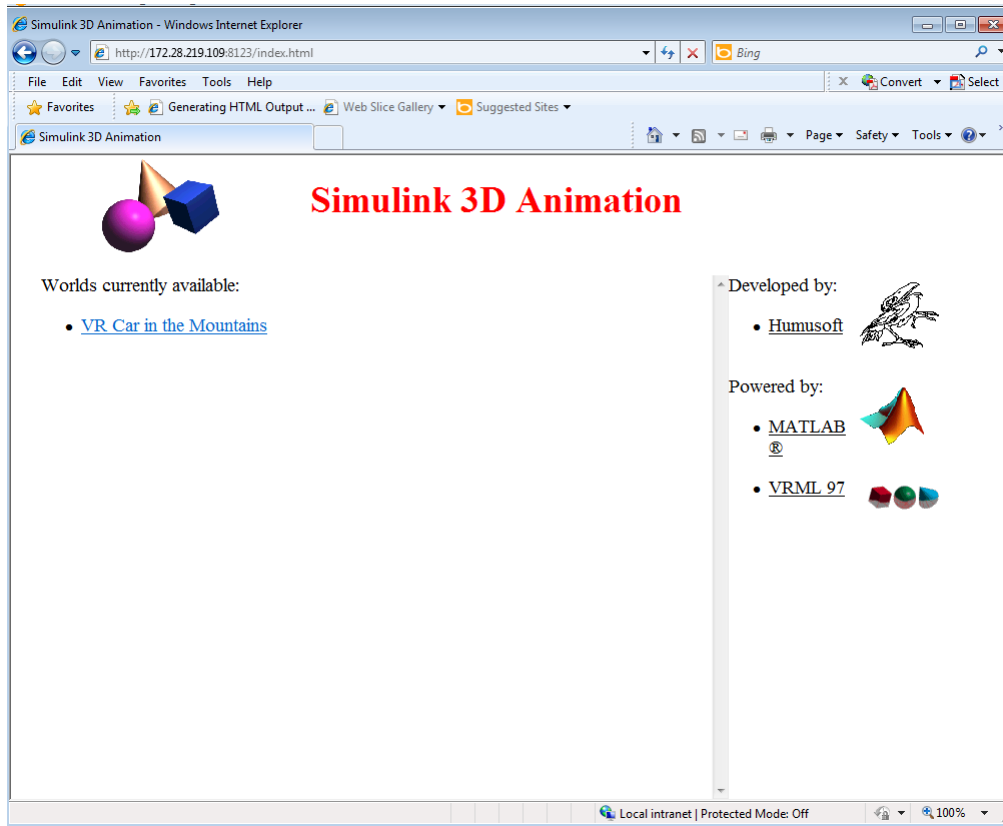 Simulink 3D Animation - Windows Internet Explorer
http://172.28.219.109:8123/index.html
Bing
File Edit View Favorites Tools Help
Convert Select
Favorites Generating HTML Output ... Web Slice Gallery Suggested Sites
Simulink 3D Animation
Page Safety Tools
Simulink 3D Animation
Worlds currently available:
• VR Car in the Mountains
Developed by:
• Humusoft
Powered by:
• MATLAB
®
• VRML 97
Local intranet | Protected Mode: Off
100%